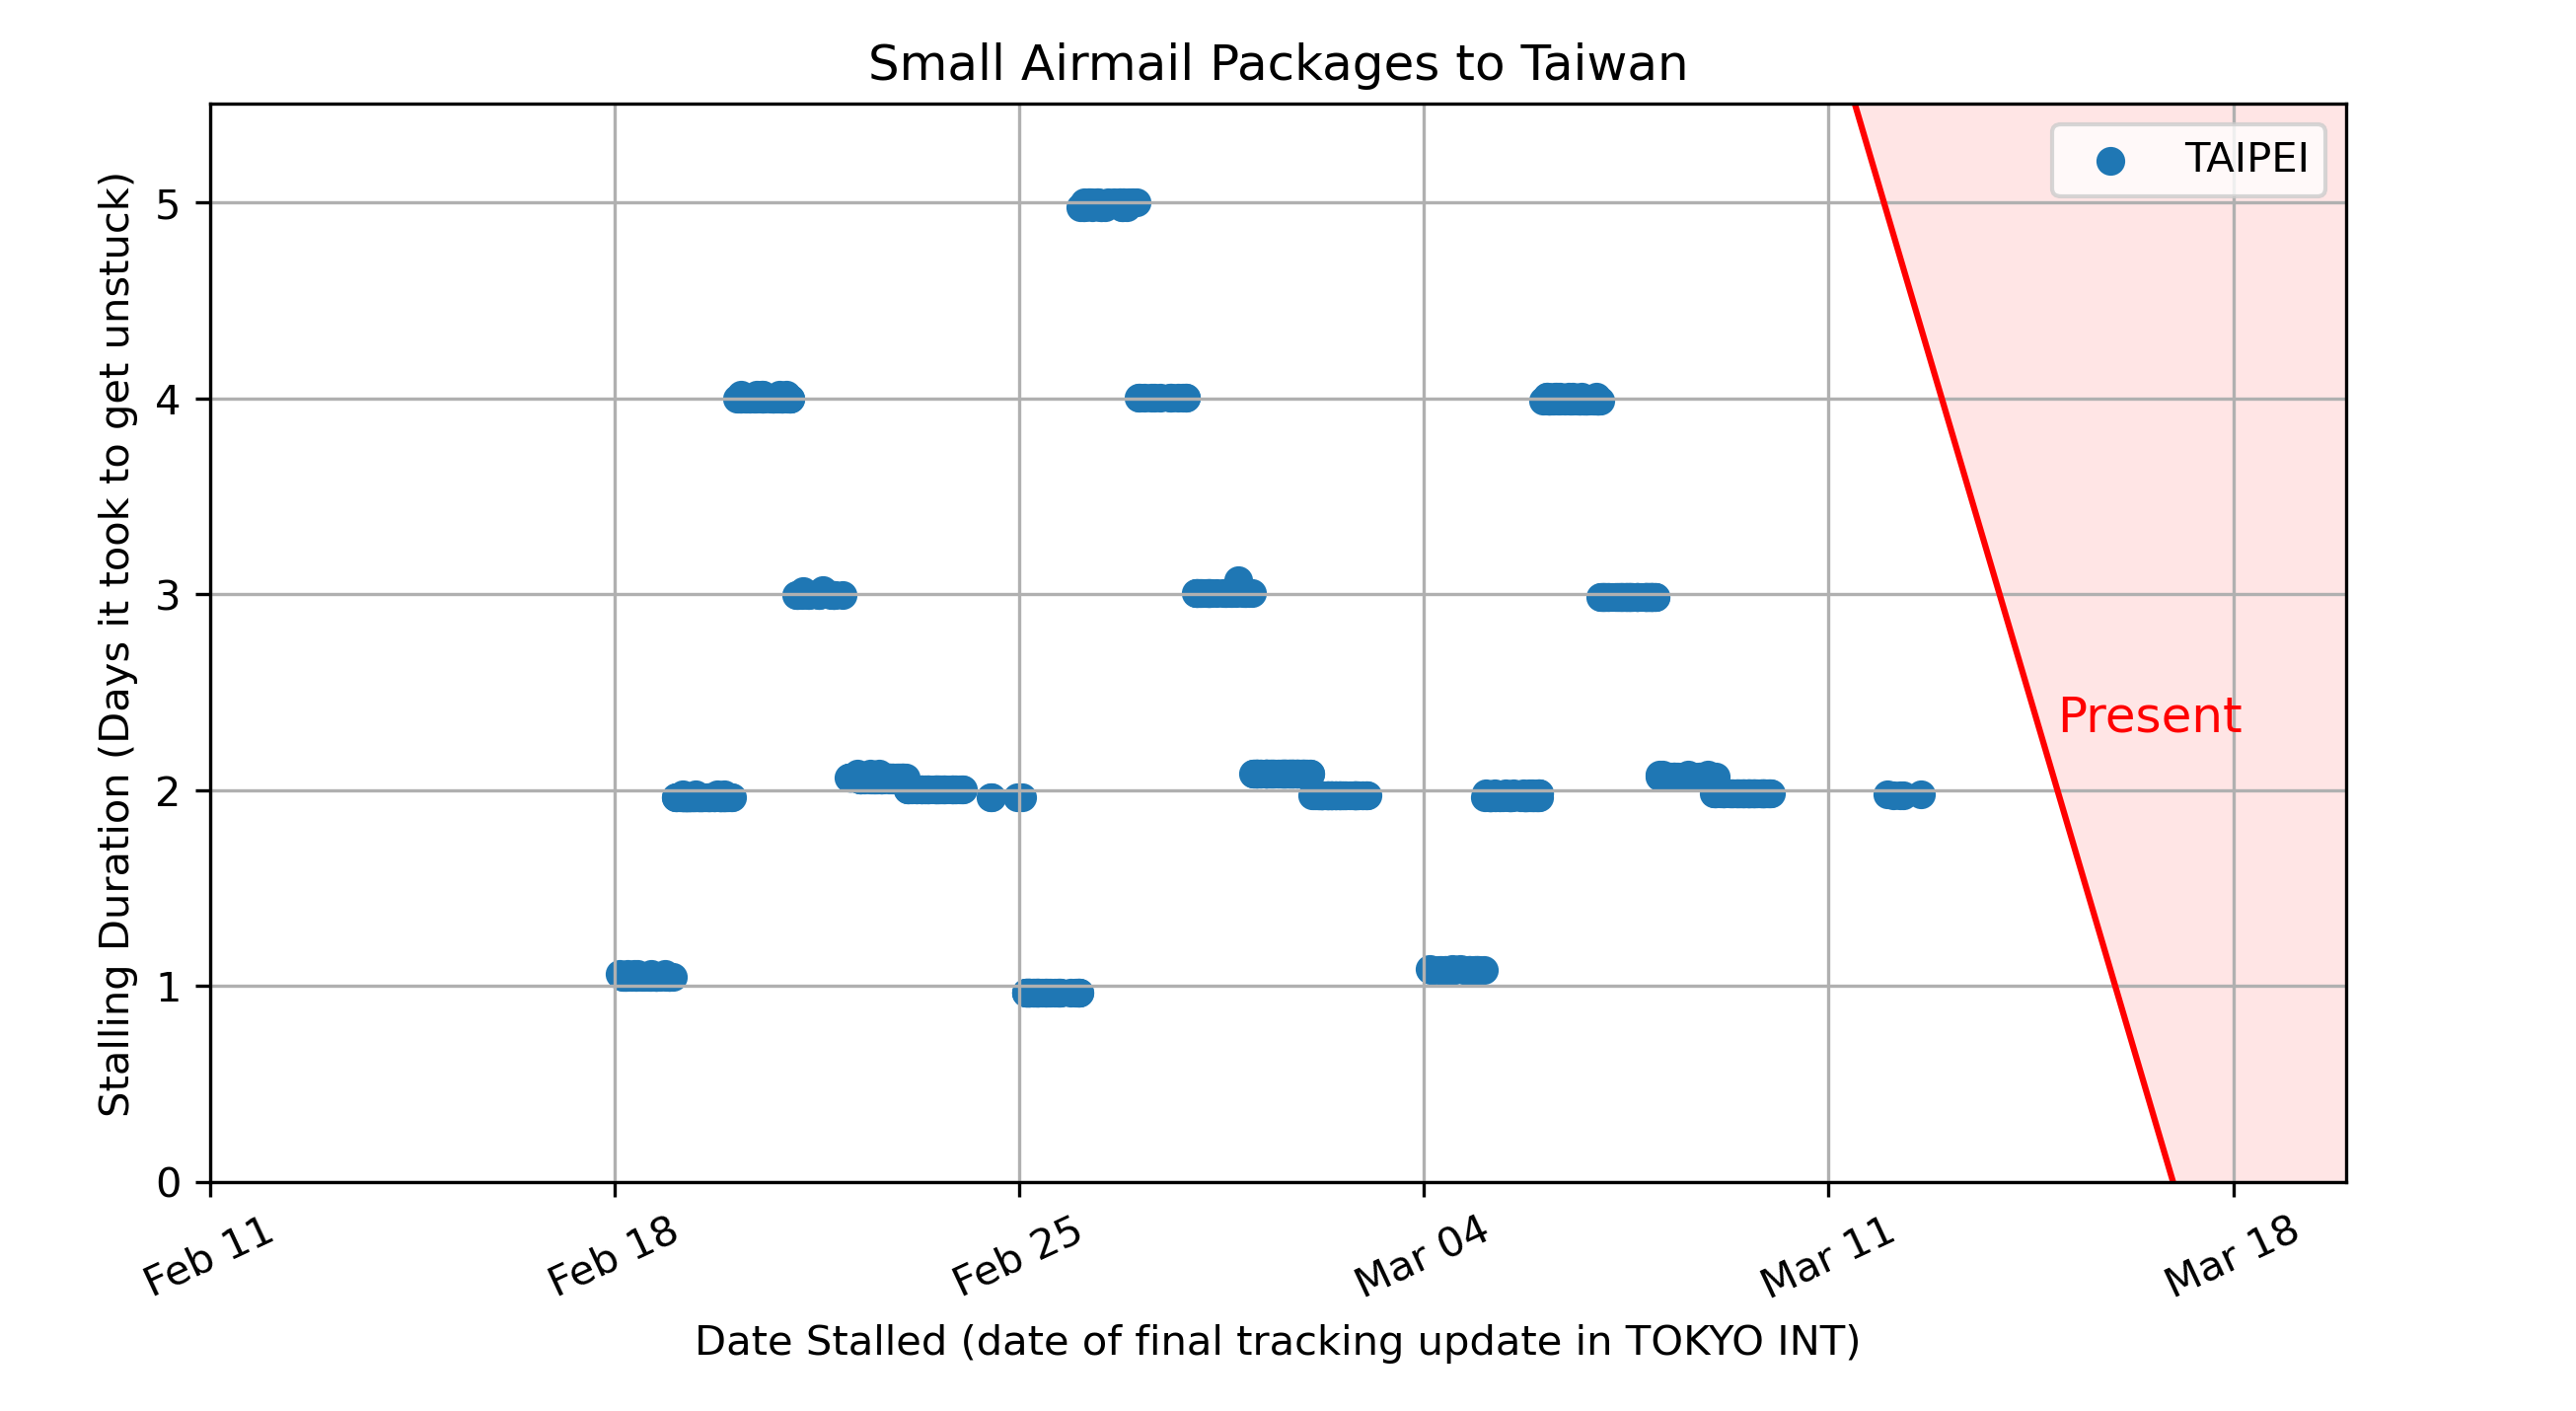 Small Airmail Packages to Taiwan
TAIPEI
Stalling Duration (Days it took to get unstuck)
5
4
3
2
1
0
Present
Feb 11
Feb 18
Feb 25
Mar 04
Mar 11
Mar 18
Date Stalled (date of final tracking update in TOKYO INT)